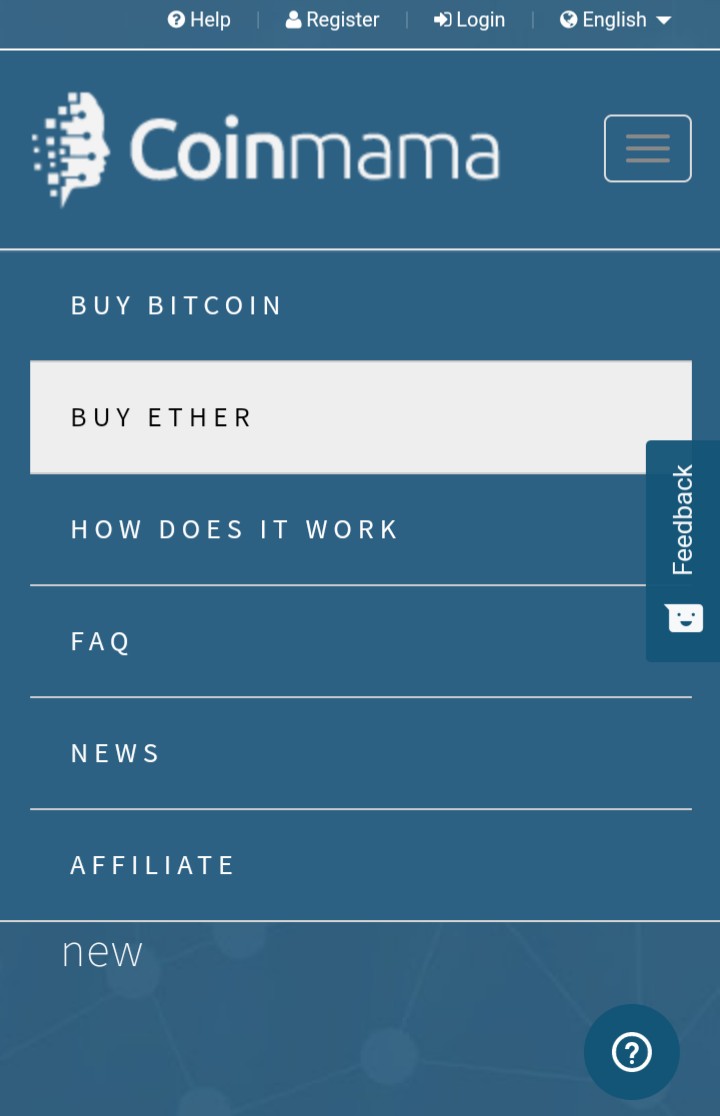 Help
Register
Login
English
Coinmama
BUY BITCOIN
BUY ETHER
HOW DOES IT WORK
FAQ
NEWS
AFFILIATE
Feedback
new
?